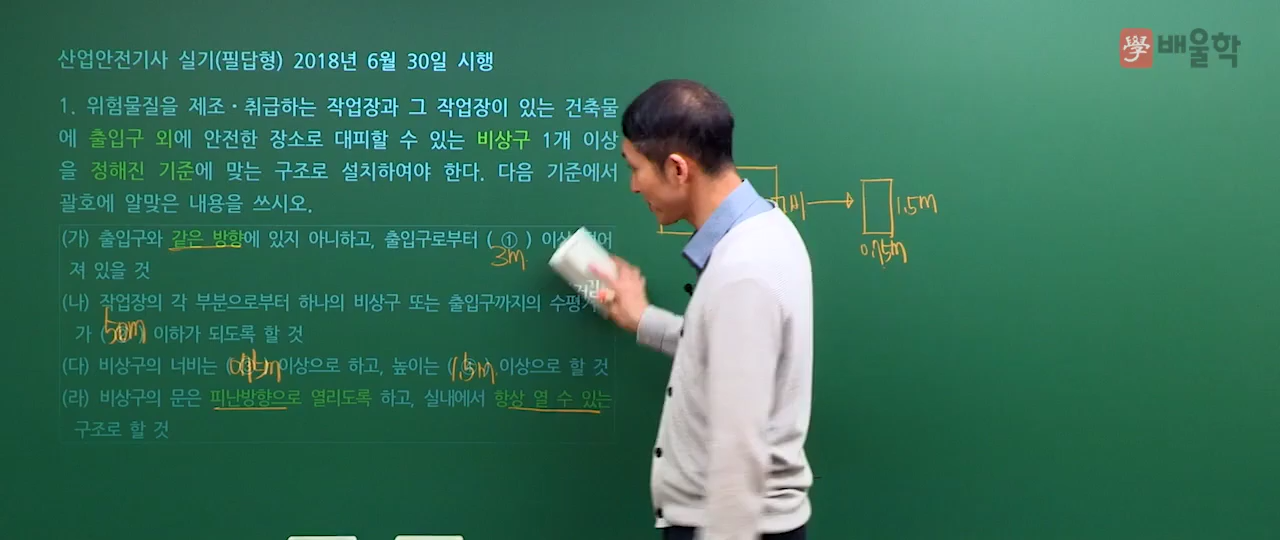 學 배울학
산업안전기사 실기(필답형) 2018년 6월 30일 시행
1. 위험물질을 제조·취급하는 작업장과 그 작업장이 있는 건축물
에 출입구 외에 안전한 장소로 대피할 수 있는 비상구 1개 이상
을 정해진 기준에 맞는 구조로 설치하여야 한다. 다음 기준에서
괄호에 알맞은 내용을 쓰시오.
(가) 출입구와 같은 방향에 있지 아니하고, 출입구로부터 ( ① ) 이상
3m
져 있을 것
(나) 작업장의 각 부분으로부터 하나의 비상구 또는 출입구까지의
가 ( 50m ) 이하가 되도록 할 것
(다) 비상구의 너비는 ( 0.75m 이상으로 하고, 높이는 ( 1.5m 이상으로 할 것
(라) 비상구의 문은 피난방향으로 열리도록 하고, 실내에서 항상 열 수 있는
구조로 할 것
비
1.5m
0.75m